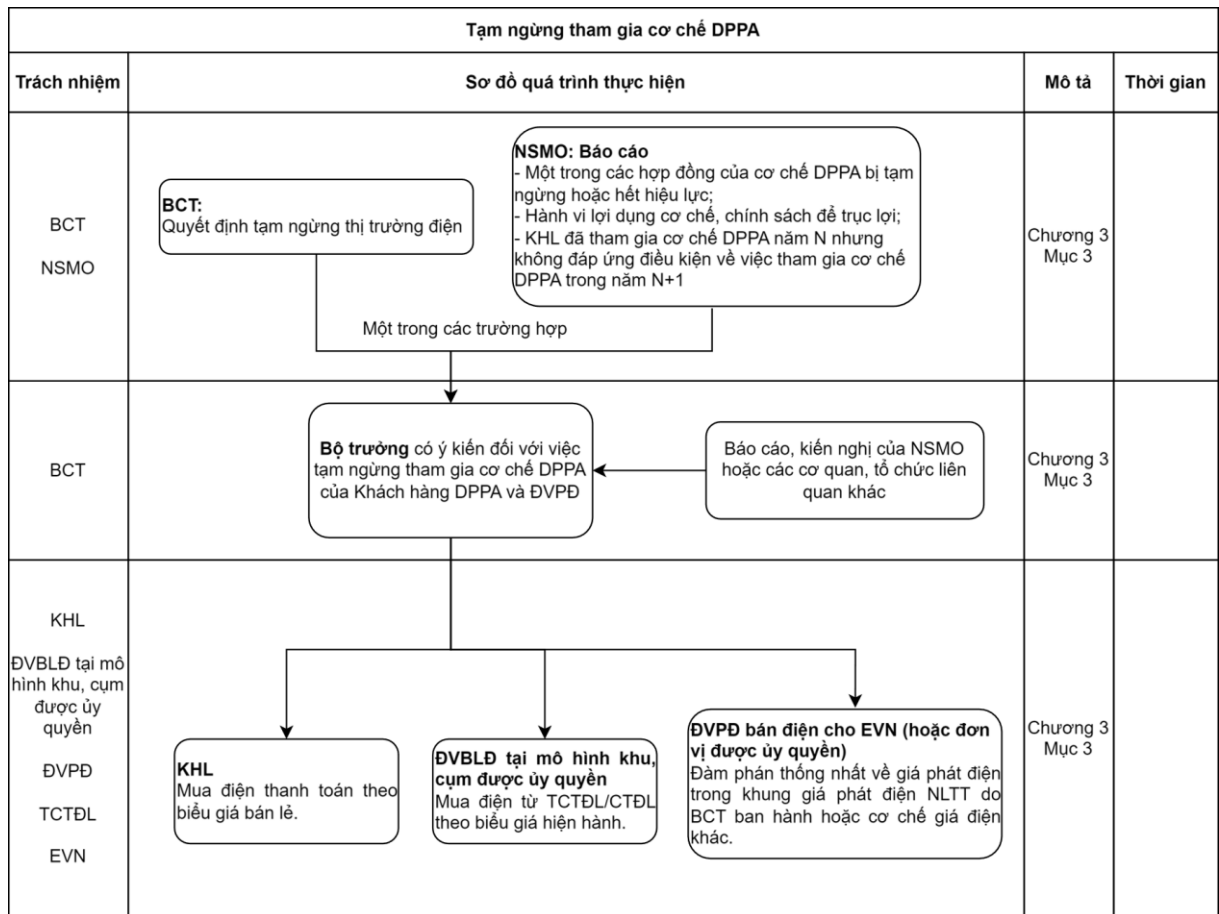 Tạm ngừng tham gia cơ chế DPPA
Trách nhiệm
Sơ đồ quá trình thực hiện
Mô tả
Thời gian
BCT
NSMO
BCT:
Quyết định tạm ngừng thị trường điện
NSMO: Báo cáo
- Một trong các hợp đồng của cơ chế DPPA bị tạm
ngừng hoặc hết hiệu lực;
- Hành vi lợi dụng cơ chế, chính sách để trục lợi;
- KHL đã tham gia cơ chế DPPA năm N nhưng
không đáp ứng điều kiện về việc tham gia cơ chế
DPPA trong năm N+1
Một trong các trường hợp
Chương 3
Mục 3
BCT
Bộ trưởng có ý kiến đối với việc
tạm ngừng tham gia cơ chế DPPA
của Khách hàng DPPA và ĐVPĐ
Báo cáo, kiến nghị của NSMO
hoặc các cơ quan, tổ chức liên
quan khác
Chương 3
Mục 3
KHL
ĐVBLĐ tại mô
hình khu, cụm
được ủy
quyền
ĐVPĐ
TCTĐL
EVN
KHL
Mua điện thanh toán theo
biểu giá bán lẻ.
ĐVBLĐ tại mô hình khu,
cụm được ủy quyền
Mua điện từ TCTĐL/CTĐL
theo biểu giá hiện hành.
ĐVPĐ bán điện cho EVN (hoặc đơn
vị được ủy quyền)
Đàm phán thống nhất về giá phát điện
trong khung giá phát điện NLTT do
BCT ban hành hoặc cơ chế giá điện
khác.
Chương 3
Mục 3